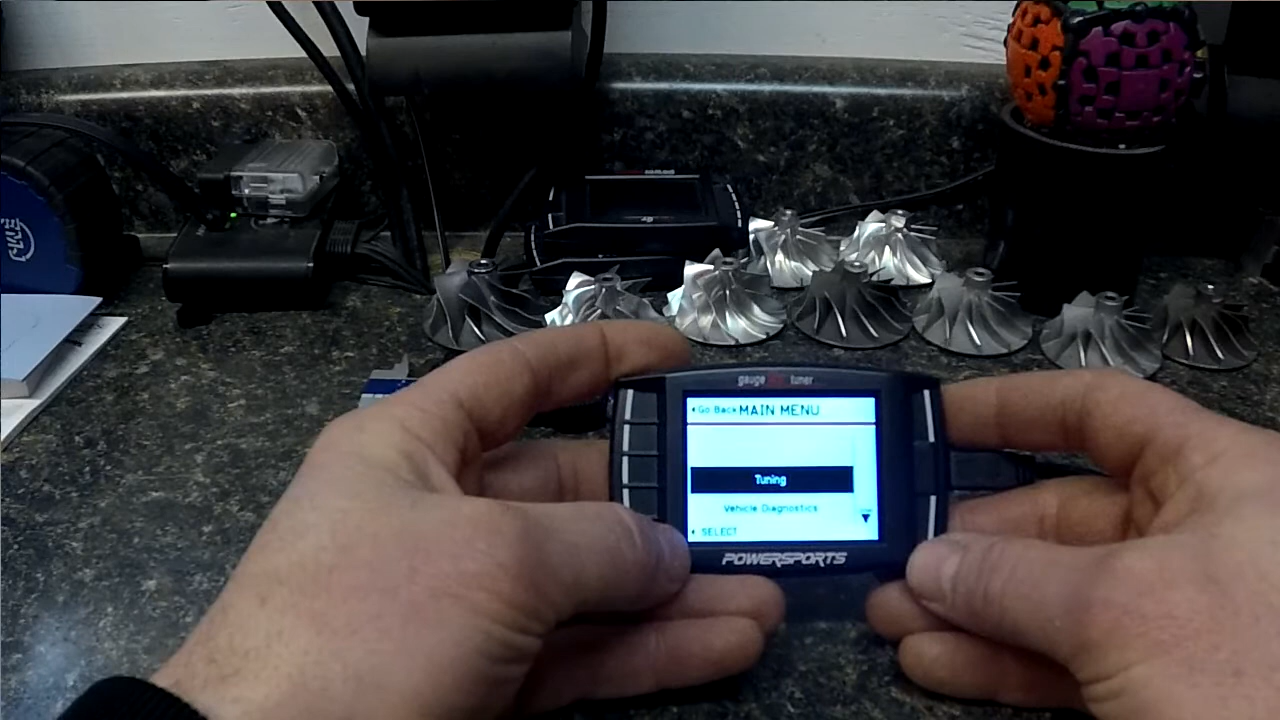 gauge tuner
Go Back MAIN MENU
Tuning
Vehicle Diagnostics
SELECT
POWERSPORTS